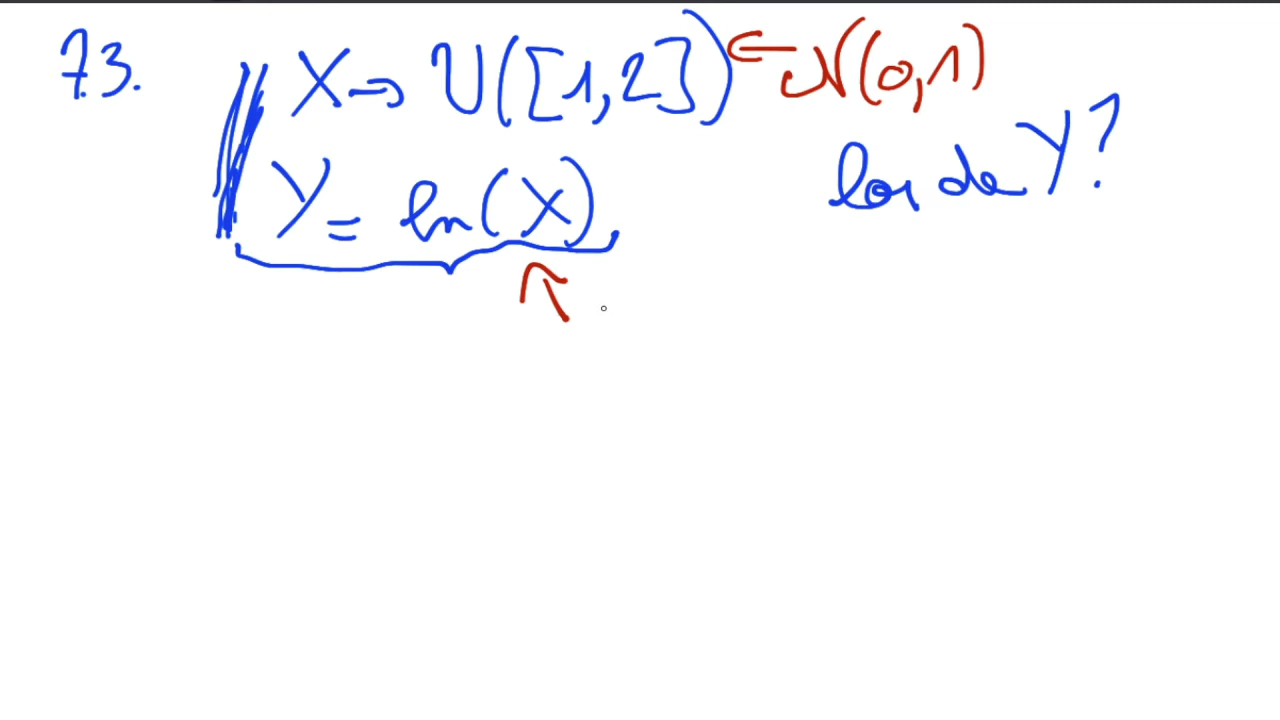 7.3. X → U([1,2]) ← N(0,1)
Y = ln(X), loi de Y?